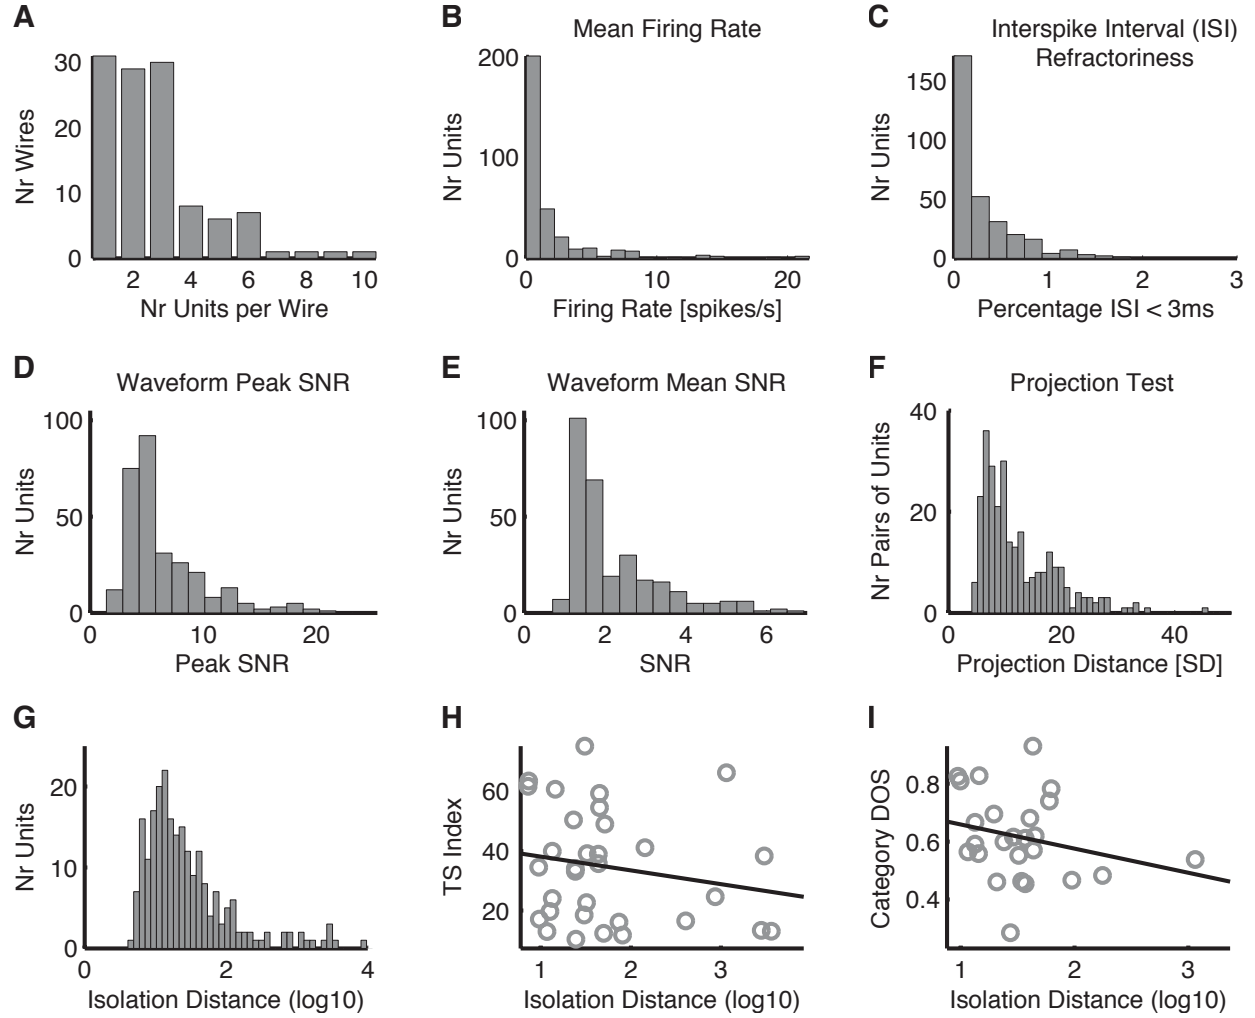 A
30
20
10
0
Nr Wires
2 4 6 8 10
Nr Units per Wire
B
Mean Firing Rate
200
100
0
Nr Units
0 10 20
Firing Rate [spikes/s]
C
Interspike Interval (ISI)
Refractoriness
150
100
50
0
Nr Units
0 1 2 3
Percentage ISI < 3ms
D
Waveform Peak SNR
100
50
0
Nr Units
0 10 20
Peak SNR
E
Waveform Mean SNR
100
50
0
Nr Units
0 2 4 6
SNR
F
Projection Test
40
20
0
Nr Pairs of Units
0 20 40
Projection Distance [SD]
G
20
10
0
Nr Units
0 2 4
Isolation Distance (log10)
H
60
40
20
TS Index
1 2 3
Isolation Distance (log10)
I
0.8
0.6
0.4
Category DOS
1 2 3
Isolation Distance (log10)